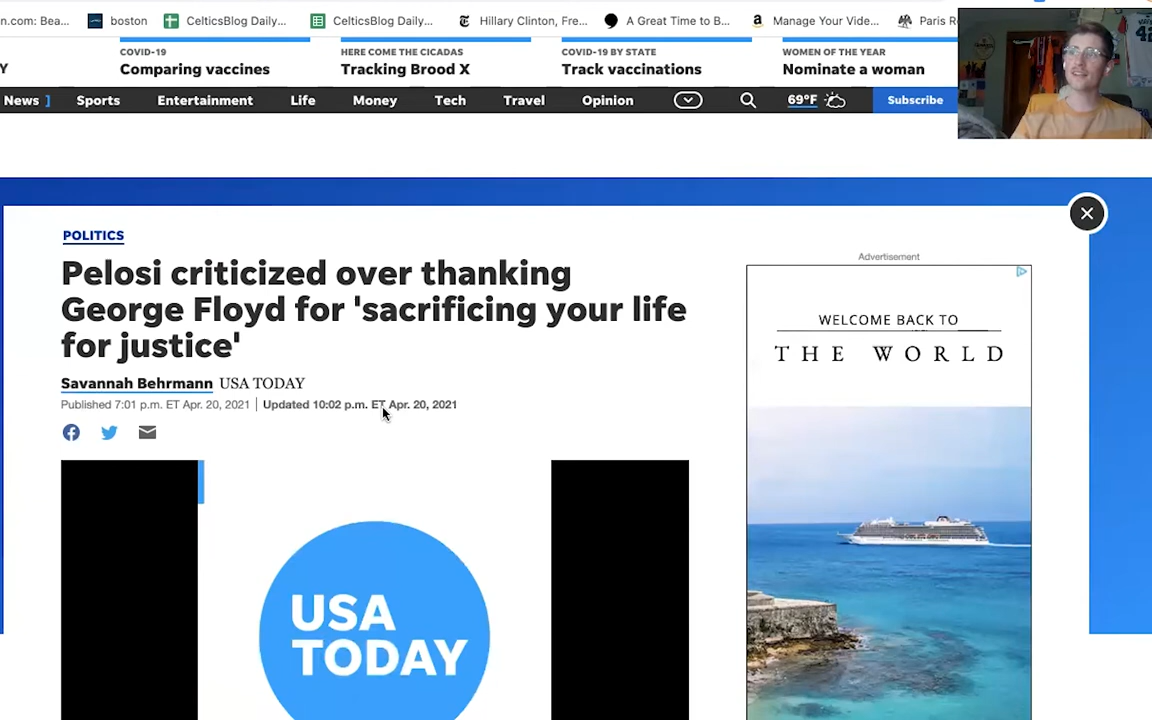 n.com: Bea...
boston
CelticsBlog Daily...
CelticsBlog Daily...
Hillary Clinton, Fre...
A Great Time to B...
Manage Your Vide...
Paris R
COVID-19
HERE COME THE CICADAS
COVID-19 BY STATE
WOMEN OF THE YEAR
Y
Comparing vaccines
Tracking Brood X
Track vaccinations
Nominate a woman
News ]
Sports
Entertainment
Life
Money
Tech
Travel
Opinion
69°F
Subscribe
POLITICS
Pelosi criticized over thanking
George Floyd for 'sacrificing your life
for justice'
Savannah Behrmann USA TODAY
Published 7:01 p.m. ET Apr. 20, 2021 | Updated 10:02 p.m. ET Apr. 20, 2021
USA
TODAY
Advertisement
WELCOME BACK TO
THE WORLD